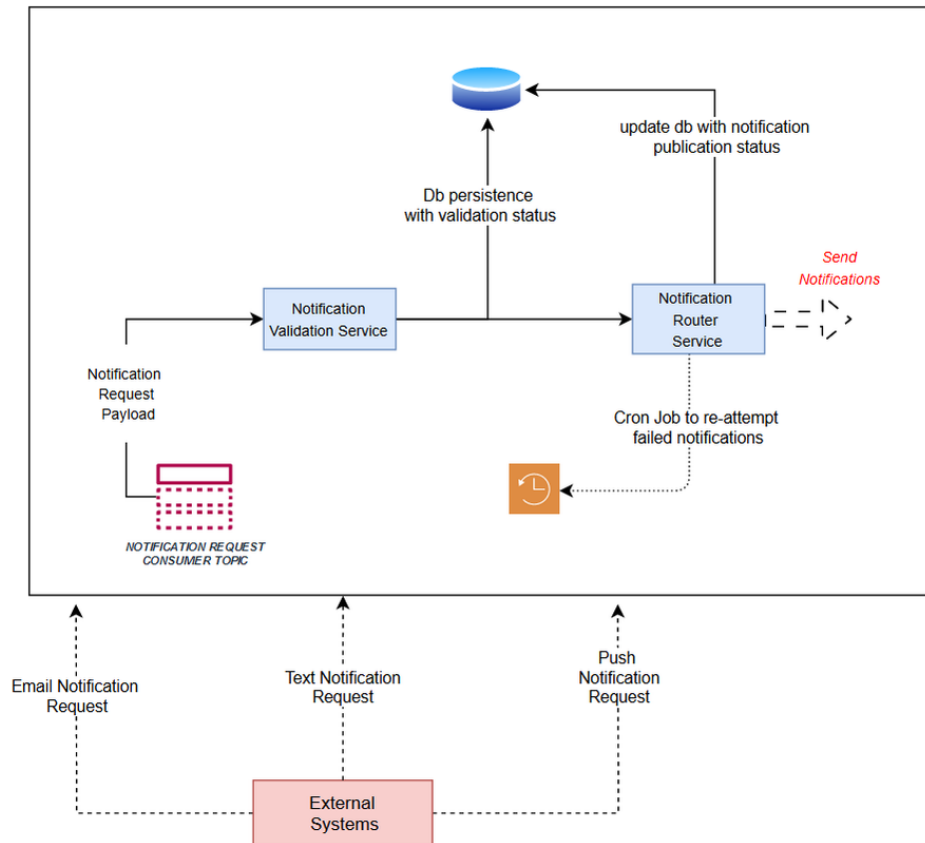 update db with notification
publication status
Db persistence
with validation status
Send
Notifications
Notification
Validation Service
Notification
Router
Service
Notification
Request
Payload
Cron Job to re-attempt
failed notifications
NOTIFICATION REQUEST
CONSUMER TOPIC
Email Notification
Request
Text Notification
Request
Push
Notification
Request
External
Systems